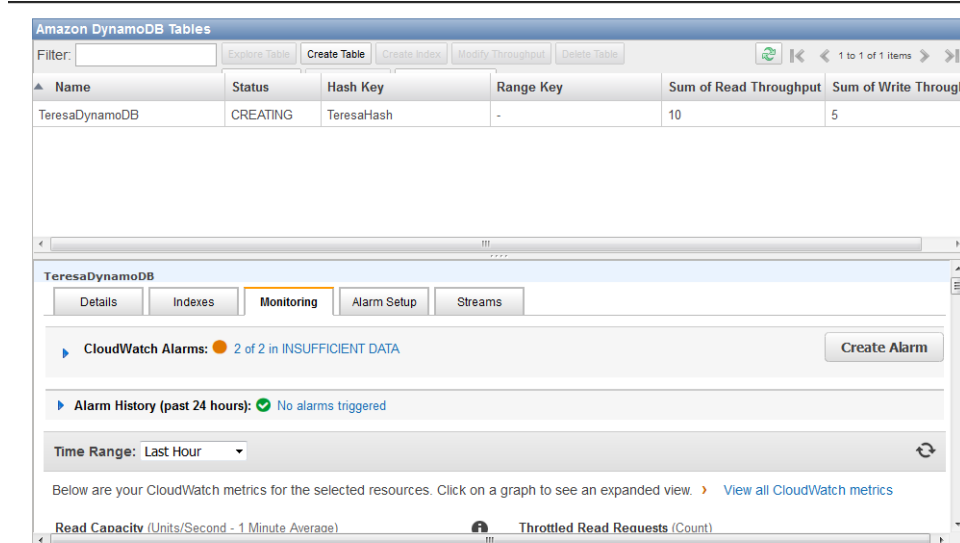 Amazon DynamoDB Tables
Filter: Explore Table Create Table Create Index Modify Throughput Delete Table 1 to 1 of 1 items
Name Status Hash Key Range Key Sum of Read Throughput Sum of Write Throug
TeresaDynamoDB CREATING TeresaHash - 10 5
TeresaDynamoDB
Details Indexes Monitoring Alarm Setup Streams
CloudWatch Alarms: 2 of 2 in INSUFFICIENT DATA Create Alarm
Alarm History (past 24 hours): No alarms triggered
Time Range: Last Hour
Below are your CloudWatch metrics for the selected resources. Click on a graph to see an expanded view. View all CloudWatch metrics
Read Capacity (Units/Second - 1 Minute Average) Throttled Read Requests (Count)